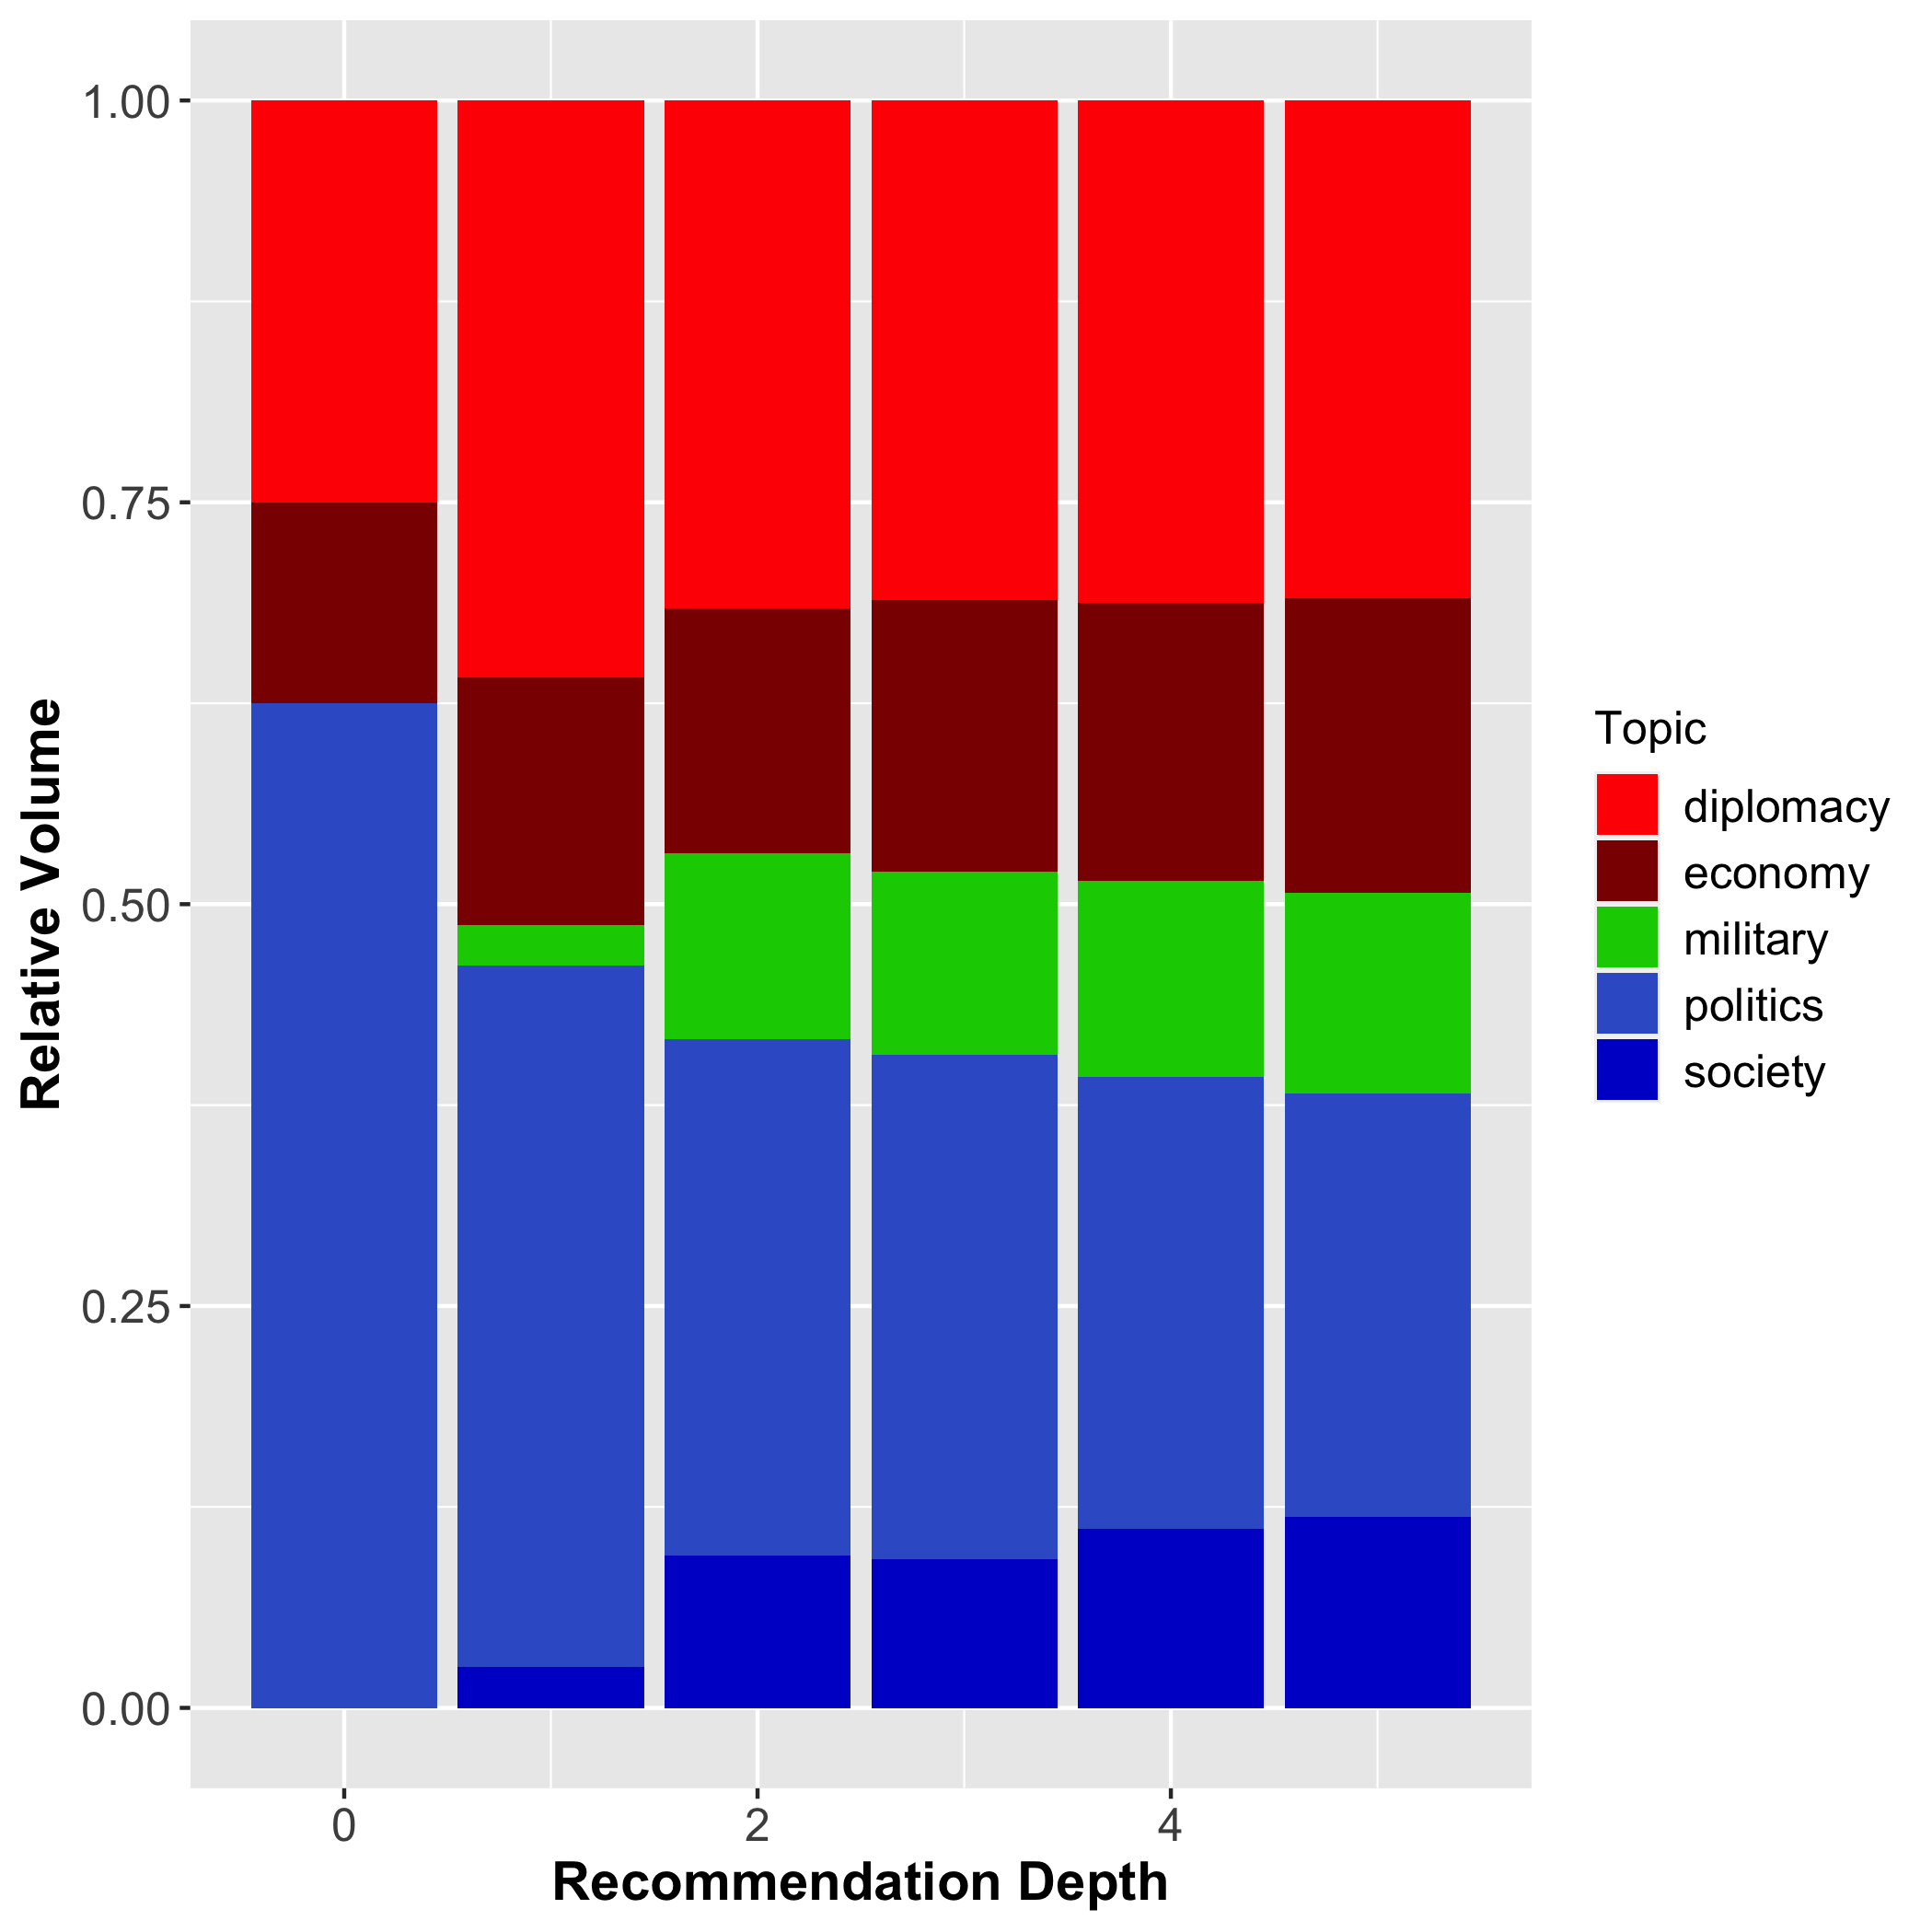 1.00
0.75
0.50
0.25
0.00
Relative Volume
0 2 4
Recommendation Depth
Topic
diplomacy
economy
military
politics
society